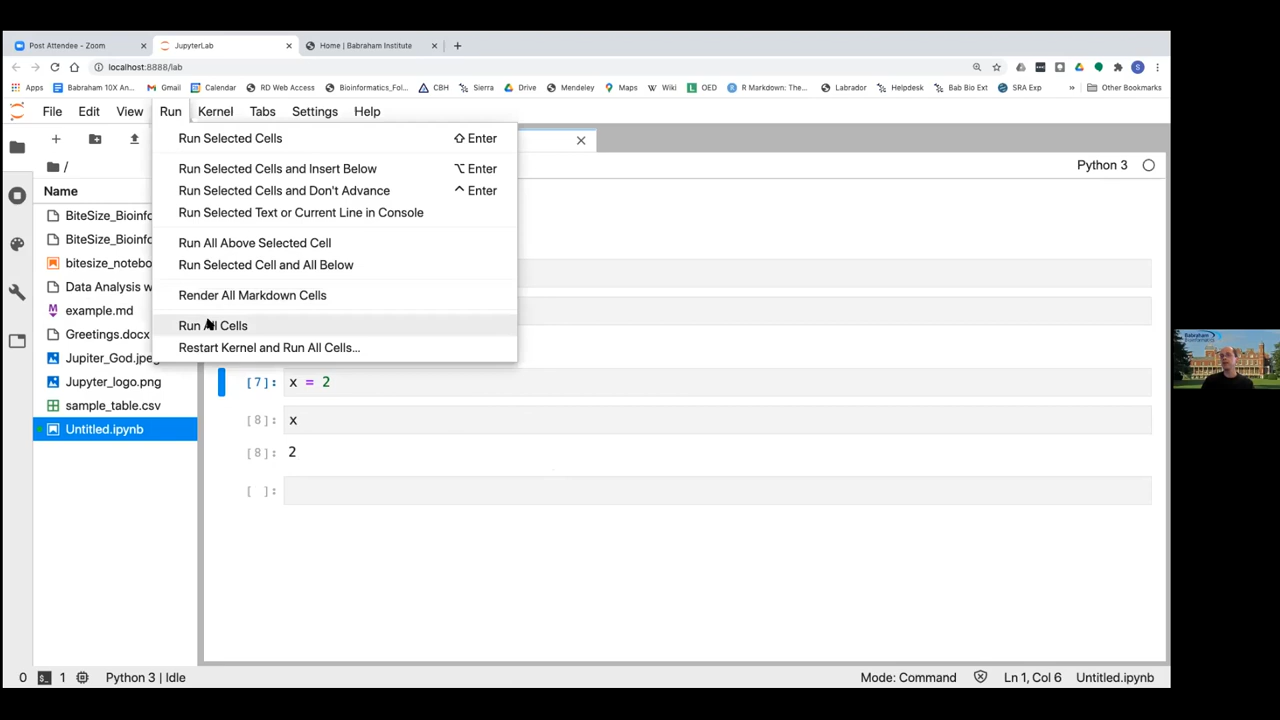 Post Attendee - Zoom
JupyterLab
Home | Babraham Institute
localhost:8888/lab
Apps
Babraham 10X An...
Gmail
Calendar
RD Web Access
Bioinformatics_Fol...
CBH
Sierra
Drive
Mendeley
Maps
Wiki
OED
R Markdown: The...
Labrador
Helpdesk
Bab Bio Ext
SRA Exp
»
Other Bookmarks
File Edit View Run Kernel Tabs Settings Help
Run Selected Cells ⇧ Enter
Run Selected Cells and Insert Below ⌥ Enter
Run Selected Cells and Don't Advance ^ Enter
Run Selected Text or Current Line in Console
Run All Above Selected Cell
Run Selected Cell and All Below
Render All Markdown Cells
Run All Cells
Restart Kernel and Run All Cells...
/
Name
BiteSize_Bioinfo
BiteSize_Bioinfo
bitesize_notebo
Data Analysis w
example.md
Greetings.docx
Jupiter_God.jpeg
Jupyter_logo.png
sample_table.csv
Untitled.ipynb
Python 3
[7]: x = 2
[8]: x
[8]: 2
[ ]:
0 1 Python 3 | Idle
Mode: Command
Ln 1, Col 6
Untitled.ipynb